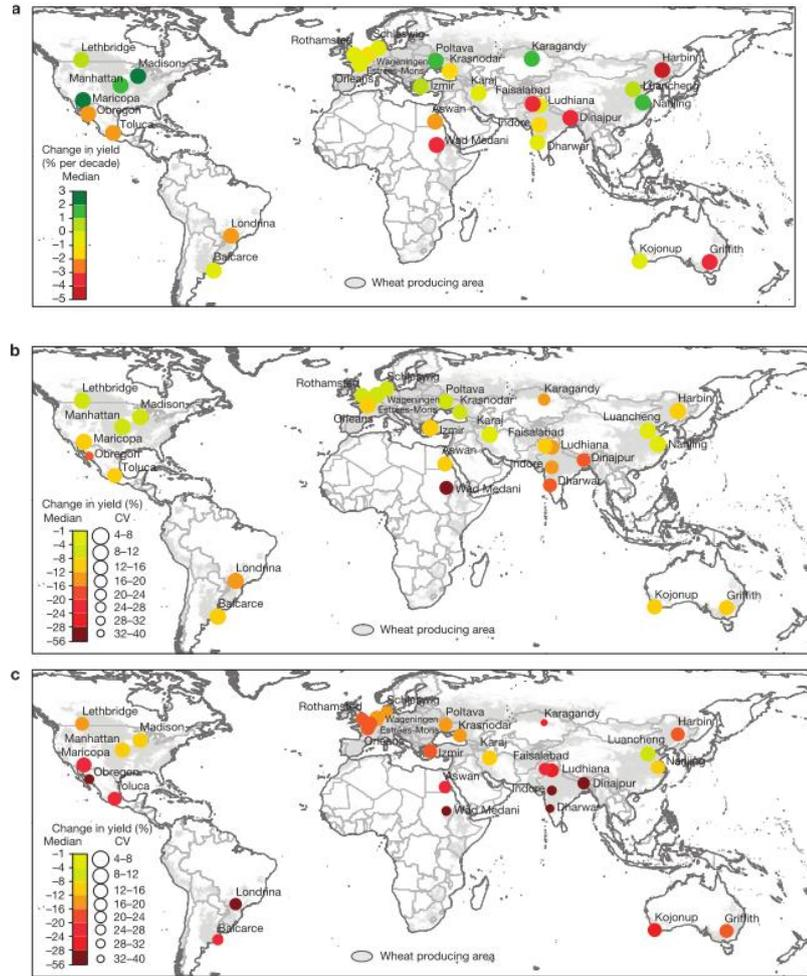 a
Rothamsted
Schleswig
Lethbridge
Madison
Poltava
Karagandy
Harbin
Manhattan
Wageningen
Krasnodar
Estrées-Mons
Orleans
Izmir
Karaj
Luancheng
Maricopa
Faisalabad
Ludhiana
Nanjing
Obregon
Aswan
Toluca
Indore
Dinajpur
Wad Medani
Dharwar
Change in yield
(% per decade)
Median
3
2
1
0
−1
−2
−3
−4
−5
Londrina
Balcarce
Kojonup
Griffith
Wheat producing area
b
Rothamsted
Schleswig
Lethbridge
Madison
Poltava
Karagandy
Harbin
Manhattan
Wageningen
Krasnodar
Estrees-Mons
Orleans
Izmir
Karaj
Luancheng
Maricopa
Faisalabad
Ludhiana
Nanjing
Obregon
Aswan
Toluca
Indore
Dinajpur
Wad Medani
Dharwar
Change in yield (%)
Median CV
−1
−4
−8
−12
−16
−20
−24
−28
−56
4–8
8–12
12–16
16–20
20–24
24–28
28–32
32–40
Londrina
Balcarce
Kojonup
Griffith
Wheat producing area
c
Rothamsted
Schleswig
Lethbridge
Madison
Poltava
Karagandy
Harbin
Manhattan
Wageningen
Krasnodar
Estrees-Mons
Orleans
Izmir
Karaj
Luancheng
Maricopa
Faisalabad
Ludhiana
Nanjing
Obregon
Aswan
Toluca
Indore
Dinajpur
Wad Medani
Dharwar
Change in yield (%)
Median CV
−1
−4
−8
−12
−16
−20
−24
−28
−56
4–8
8–12
12–16
16–20
20–24
24–28
28–32
32–40
Londrina
Balcarce
Kojonup
Griffith
Wheat producing area